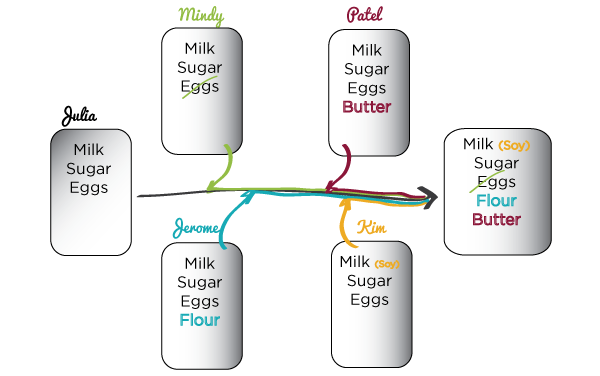 Julia
Milk
Sugar
Eggs
Mindy
Milk
Sugar
Eggs
Patel
Milk
Sugar
Eggs
Butter
Jerome
Milk
Sugar
Eggs
Flour
Kim
Milk (Soy)
Sugar
Eggs
Milk (Soy)
Sugar
Eggs
Flour
Butter